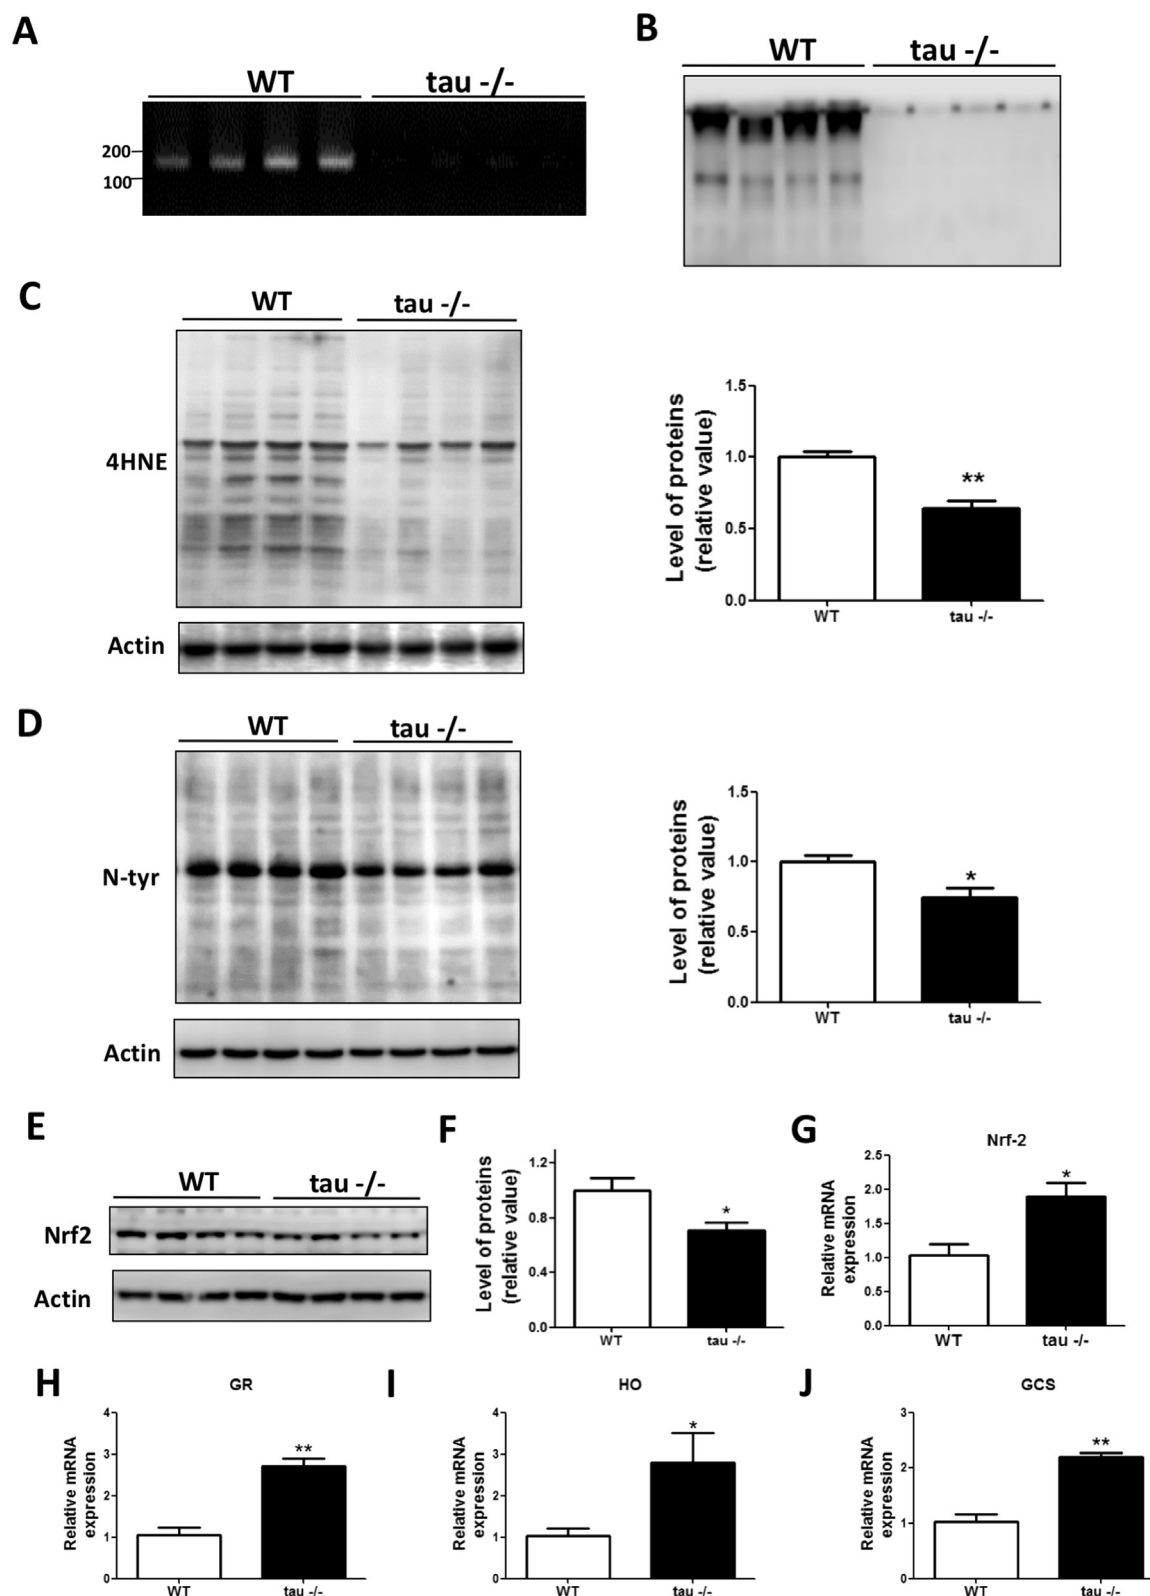 A
WT tau -/-
200
100
B
WT tau -/-
C
WT tau -/-
4HNE
Actin
Level of proteins
(relative value)
1.5
1.0
0.5
0.0
**
WT tau -/-
D
WT tau -/-
N-tyr
Actin
Level of proteins
(relative value)
1.5
1.0
0.5
0.0
*
WT tau -/-
E
WT tau -/-
Nrf2
Actin
F
Level of proteins
(relative value)
1.2
0.8
0.4
0.0
*
WT tau -/-
G
Nrf-2
Relative mRNA
expression
2.5
2.0
1.5
1.0
0.5
0.0
*
WT tau -/-
H
GR
Relative mRNA
expression
4
3
2
1
0
**
WT tau -/-
I
HO
Relative mRNA
expression
4
3
2
1
0
*
WT tau -/-
J
GCS
Relative mRNA
expression
3
2
1
0
**
WT tau -/-